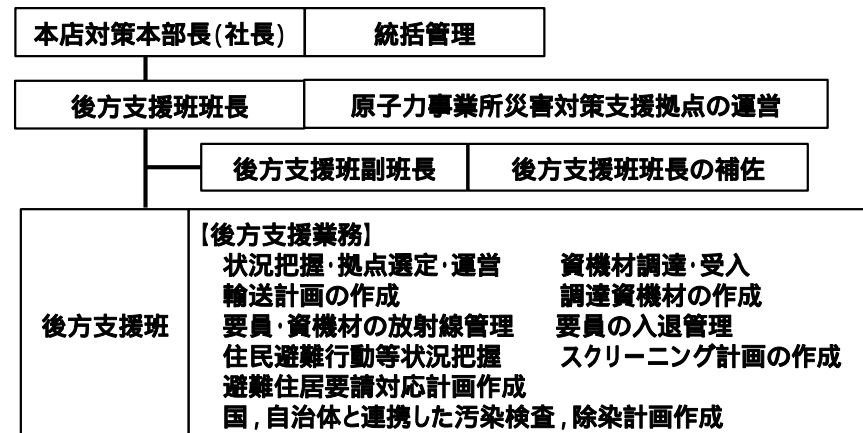 本店対策本部長(社長) 統括管理
後方支援班班長 原子力事業所災害対策支援拠点の運営
後方支援班副班長 後方支援班班長の補佐
後方支援班
【後方支援業務】
状況把握・拠点選定・運営 資機材調達・受入
輸送計画の作成 調達資機材の作成
要員・資機材の放射線管理 要員の入退管理
住民避難行動等状況把握 スクリーニング計画の作成
避難住居要請対応計画作成
国,自治体と連携した汚染検査,除染計画作成